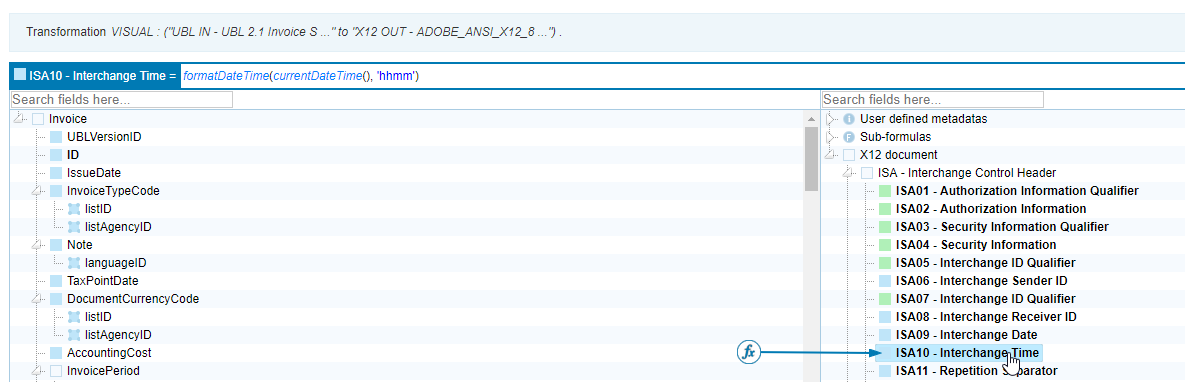 Transformation VISUAL : ("UBL IN - UBL 2.1 Invoice S ..." to "X12 OUT - ADOBE_ANSI_X12_8 ...") .
ISA10 - Interchange Time = formatDateTime(currentDateTime(), 'hhmm')
Search fields here...
Invoice
UBLVersionID
ID
IssueDate
InvoiceTypeCode
listID
listAgencyID
Note
languageID
TaxPointDate
DocumentCurrencyCode
listID
listAgencyID
AccountingCost
InvoicePeriod
Search fields here...
I User defined metadatas
F Sub-formulas
X12 document
ISA - Interchange Control Header
ISA01 - Authorization Information Qualifier
ISA02 - Authorization Information
ISA03 - Security Information Qualifier
ISA04 - Security Information
ISA05 - Interchange ID Qualifier
ISA06 - Interchange Sender ID
ISA07 - Interchange ID Qualifier
ISA08 - Interchange Receiver ID
ISA09 - Interchange Date
fx ISA10 - Interchange Time
ISA11 - Repetition Separator